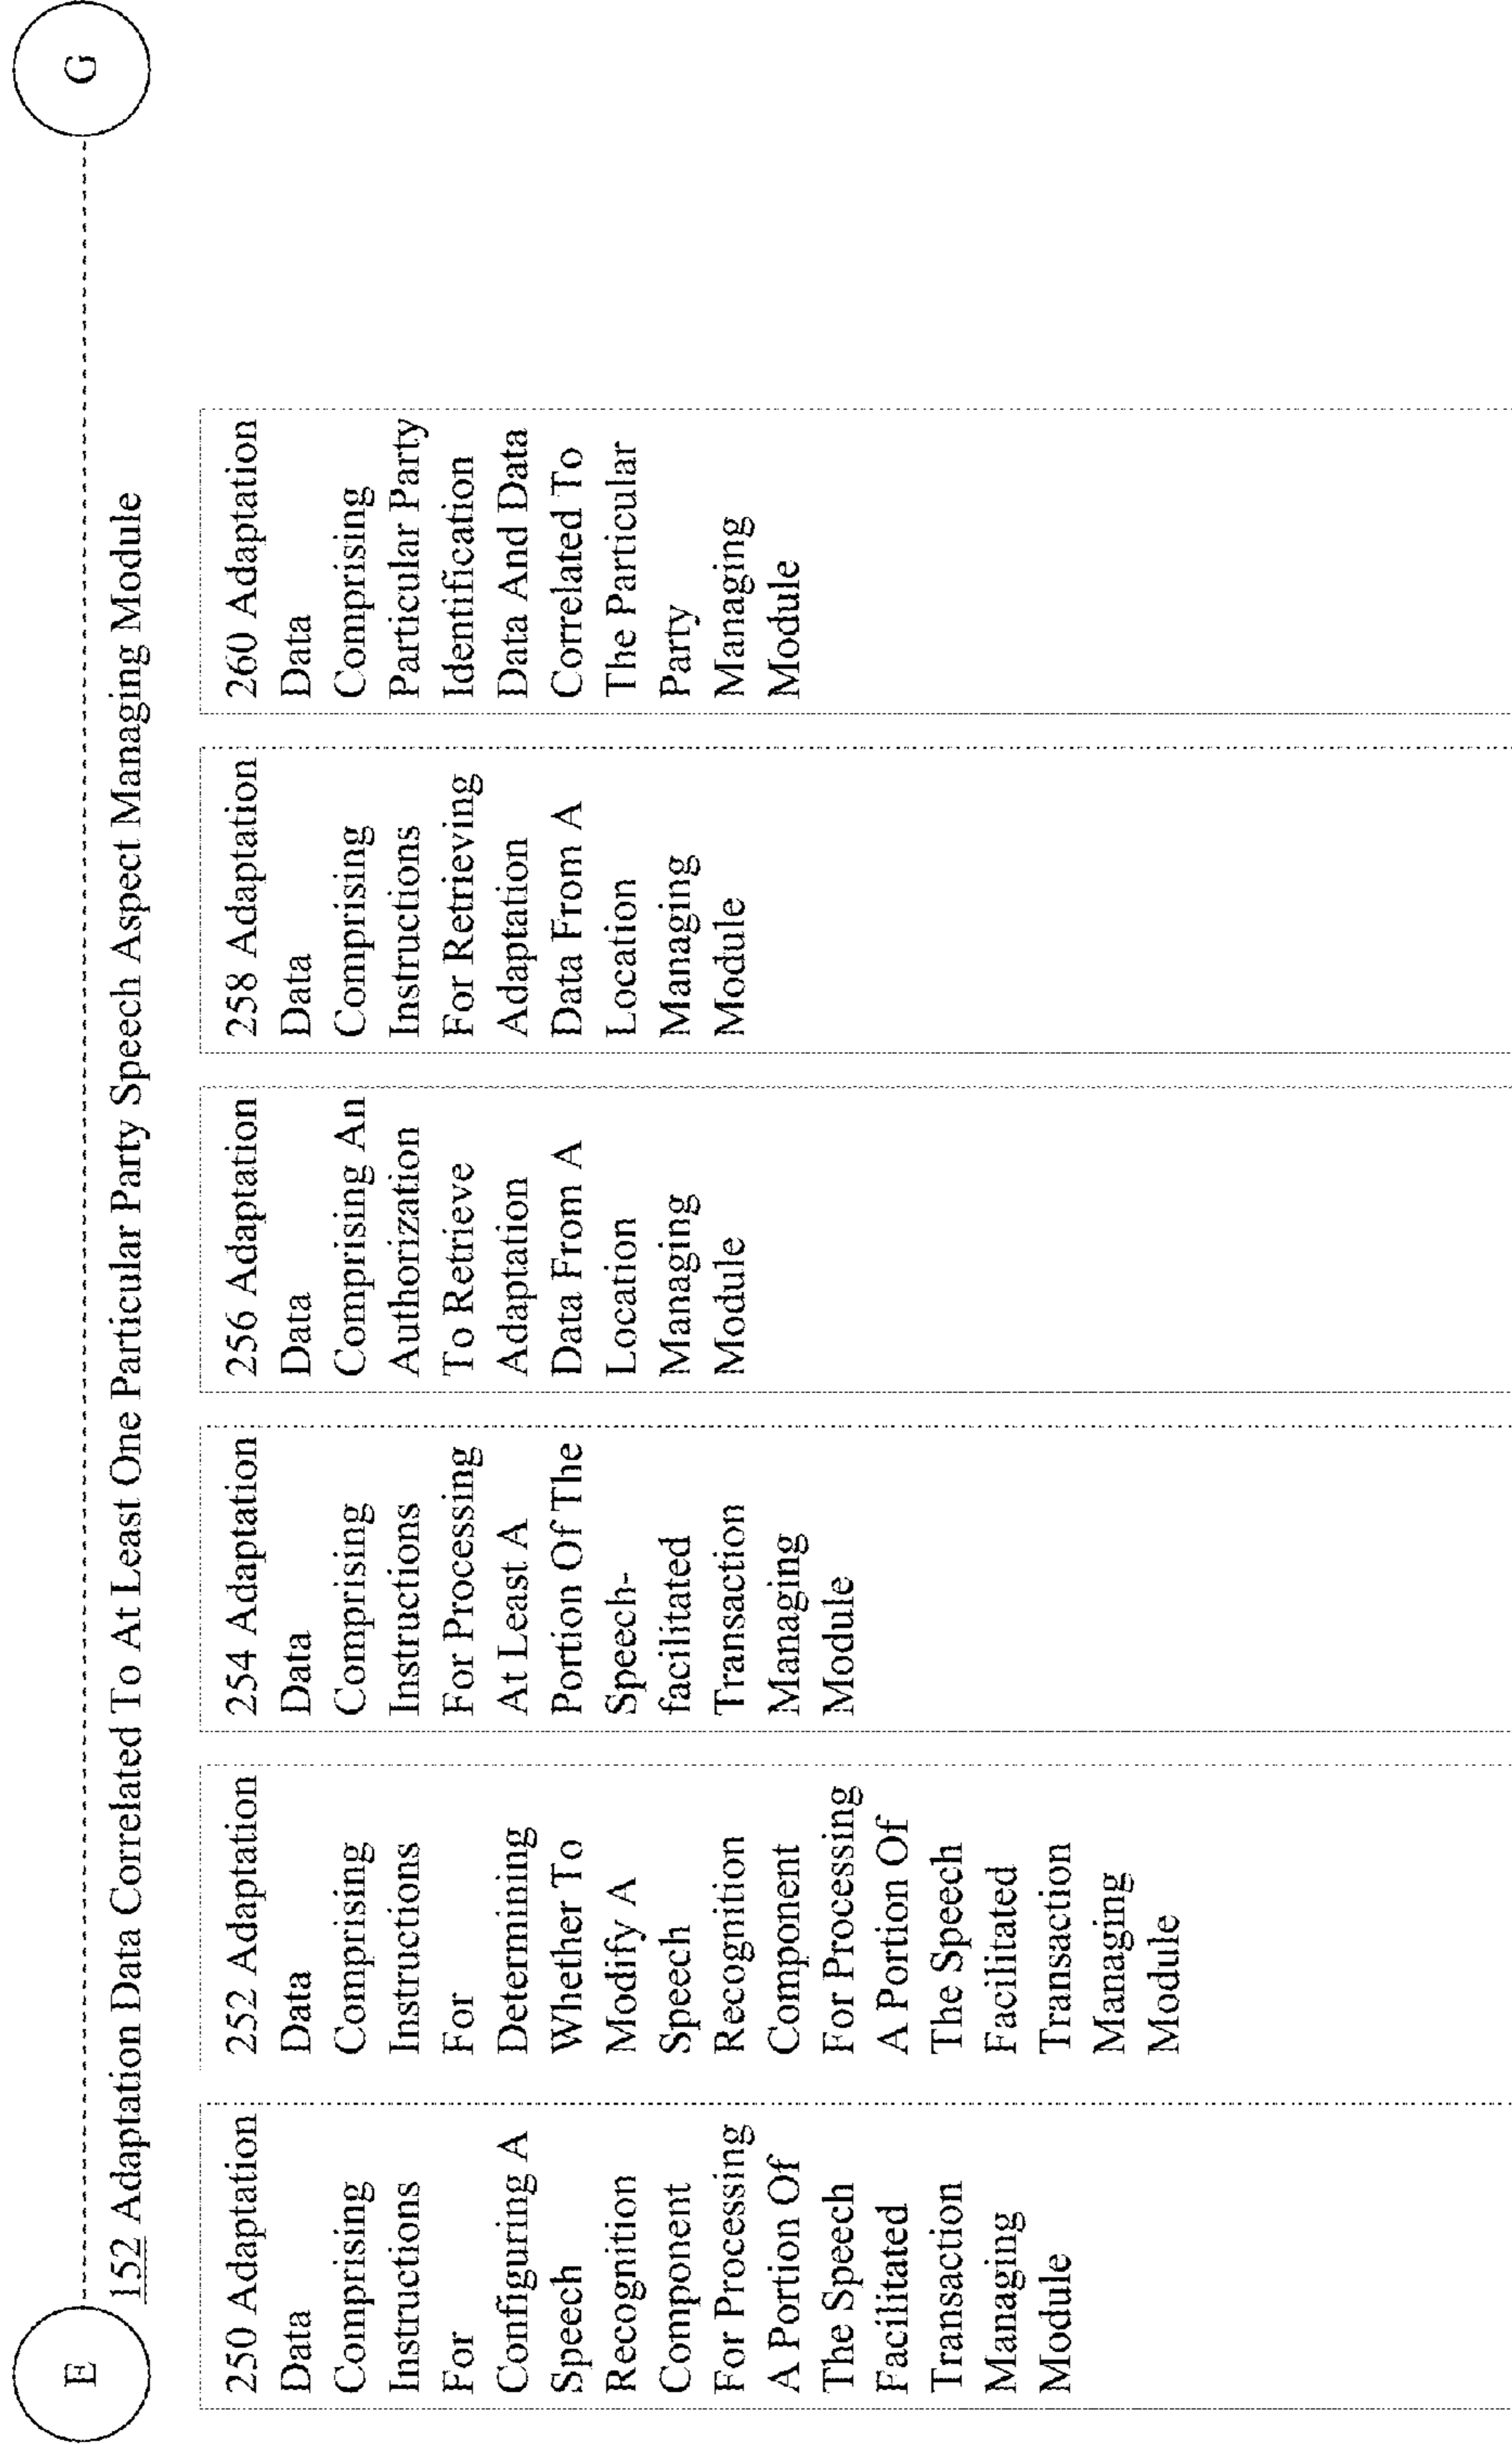 E
G
152 Adaptation Data Correlated To At Least One Particular Party Speech Aspect Managing Module
250 Adaptation
Data
Comprising
Instructions
For
Configuring A
Speech
Recognition
Component
For Processing
A Portion Of
The Speech
Facilitated
Transaction
Managing
Module
252 Adaptation
Data
Comprising
Instructions
For
Determining
Whether To
Modify A
Speech
Recognition
Component
For Processing
A Portion Of
The Speech
Facilitated
Transaction
Managing
Module
254 Adaptation
Data
Comprising
Instructions
For Processing
At Least A
Portion Of The
Speech-
facilitated
Transaction
Managing
Module
256 Adaptation
Data
Comprising An
Authorization
To Retrieve
Adaptation
Data From A
Location
Managing
Module
258 Adaptation
Data
Comprising
Instructions
For Retrieving
Adaptation
Data From A
Location
Managing
Module
260 Adaptation
Data
Comprising
Particular Party
Identification
Data And Data
Correlated To
The Particular
Party
Managing
Module